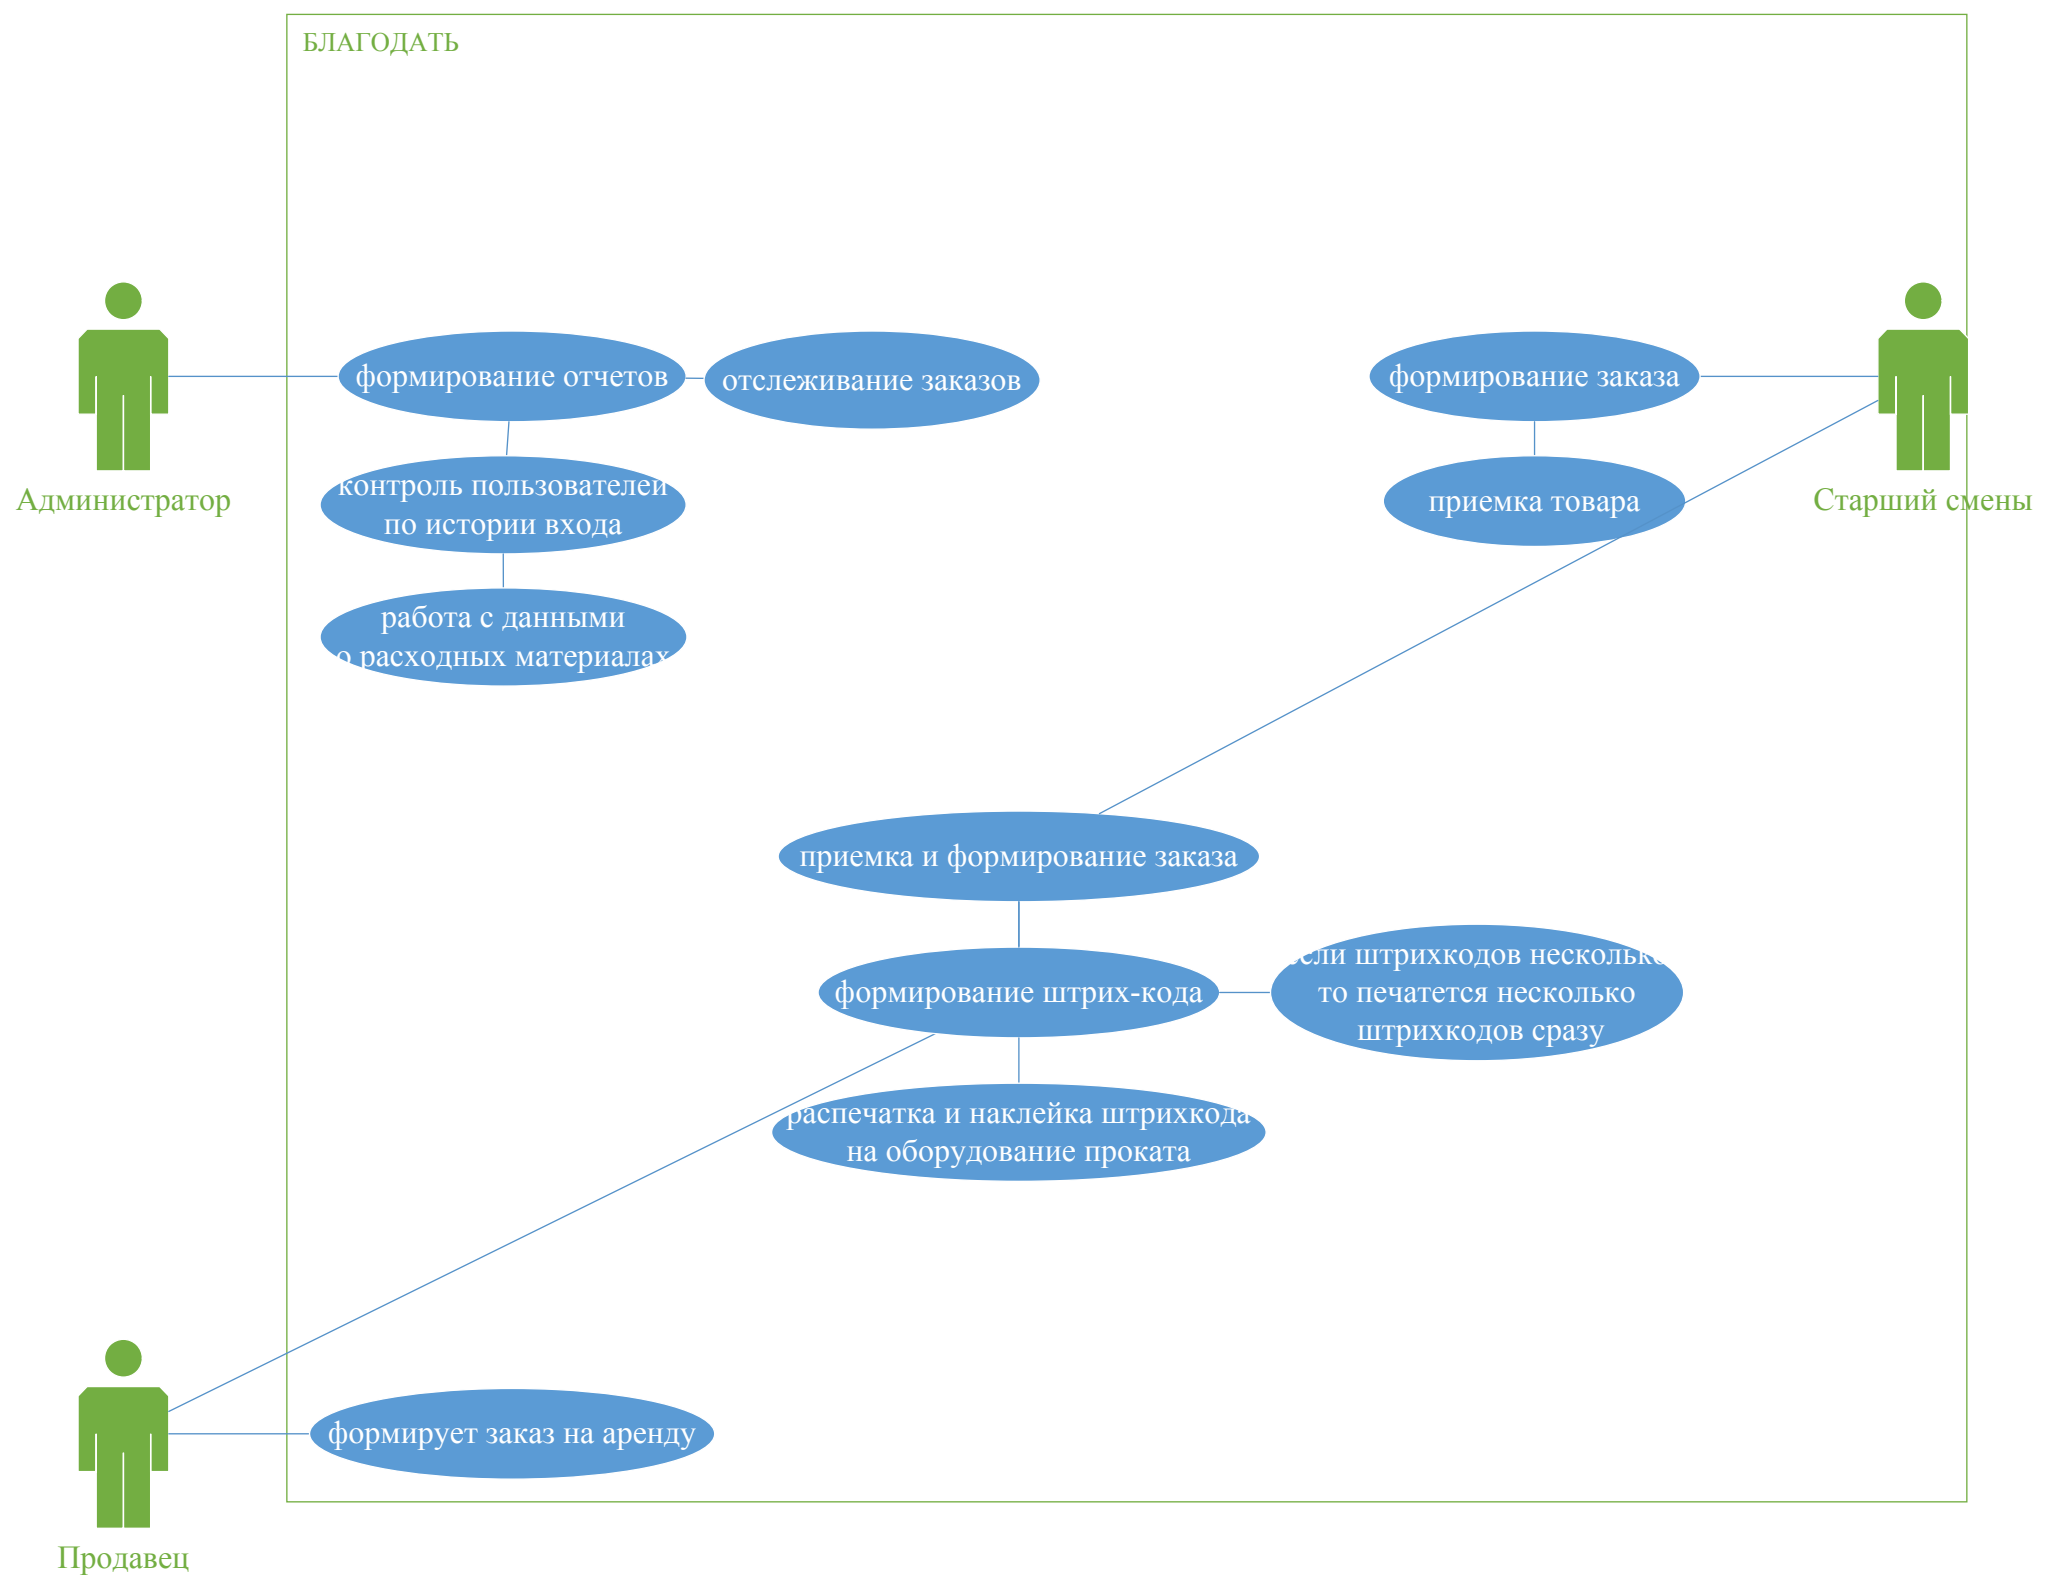 БЛАГОДАТЬ
формирование отчетов
отслеживание заказов
формирование заказа
контроль пользователей
по истории входа
приемка товара
Администратор
Старший смены
работа с данными
о расходных материалах
приемка и формирование заказа
формирование штрих-кода
если штрихкодов несколько
то печатется несколько
штрихкодов сразу
распечатка и наклейка штрихкода
на оборудование проката
формирует заказ на аренду
Продавец